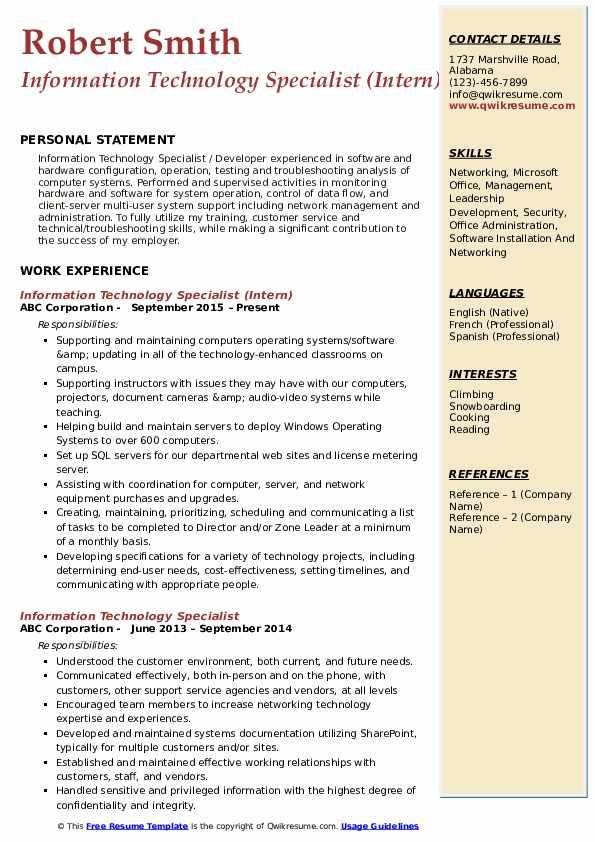 Robert Smith
Information Technology Specialist (Intern)
PERSONAL STATEMENT
Information Technology Specialist / Developer experienced in software and
hardware configuration, operation, testing and troubleshooting analysis of
computer systems. Performed and supervised activities in monitoring
hardware and software for system operation, control of data flow, and
client-server multi-user system support including network management and
administration. To fully utilize my training, customer service and
technical/troubleshooting skills, while making a significant contribution to
the success of my employer.
WORK EXPERIENCE
Information Technology Specialist (Intern)
ABC Corporation - September 2015 – Present
Responsibilities:
▪ Supporting and maintaining computers operating systems/software
&amp; updating in all of the technology-enhanced classrooms on
campus.
▪ Supporting instructors with issues they may have with our computers,
projectors, document cameras &amp; audio-video systems while
teaching.
▪ Helping build and maintain servers to deploy Windows Operating
Systems to over 600 computers.
▪ Set up SQL servers for our departmental web sites and license metering
server.
▪ Assisting with coordination for computer, server, and network
equipment purchases and upgrades.
▪ Creating, maintaining, prioritizing, scheduling and communicating a list
of tasks to be completed to Director and/or Zone Leader at a minimum
of a monthly basis.
▪ Developing specifications for a variety of technology projects, including
determining end-user needs, cost-effectiveness, setting timelines, and
communicating with appropriate people.
Information Technology Specialist
ABC Corporation - June 2013 – September 2014
Responsibilities:
▪ Understood the customer environment, both current, and future needs.
▪ Communicated effectively, both in-person and on the phone, with
customers, other support service agencies and vendors, at all levels
▪ Encouraged team members to increase networking technology
expertise and experiences.
▪ Developed and maintained systems documentation utilizing SharePoint,
typically for multiple customers and/or sites.
▪ Established and maintained effective working relationships with
customers, staff, and vendors.
▪ Handled sensitive and privileged information with the highest degree of
confidentiality and integrity.
CONTACT DETAILS
1737 Marshville Road,
Alabama
(123)-456-7899
info@qwikresume.com
www.qwikresume.com
SKILLS
Networking, Microsoft
Office, Management,
Leadership
Development, Security,
Office Administration,
Software Installation And
Networking
LANGUAGES
English (Native)
French (Professional)
Spanish (Professional)
INTERESTS
Climbing
Snowboarding
Cooking
Reading
REFERENCES
Reference – 1 (Company
Name)
Reference – 2 (Company
Name)
© This Free Resume Template is the copyright of Qwikresume.com. Usage Guidelines